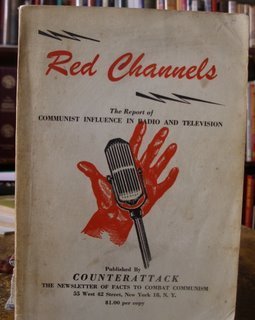 Red Channels
The Report of
COMMUNIST INFLUENCE IN RADIO AND TELEVISION
Published By
COUNTERATTACK
THE NEWSLETTER OF FACTS TO COMBAT COMMUNISM
55 West 42 Street, New York 18, N. Y.
$1.00 per copy